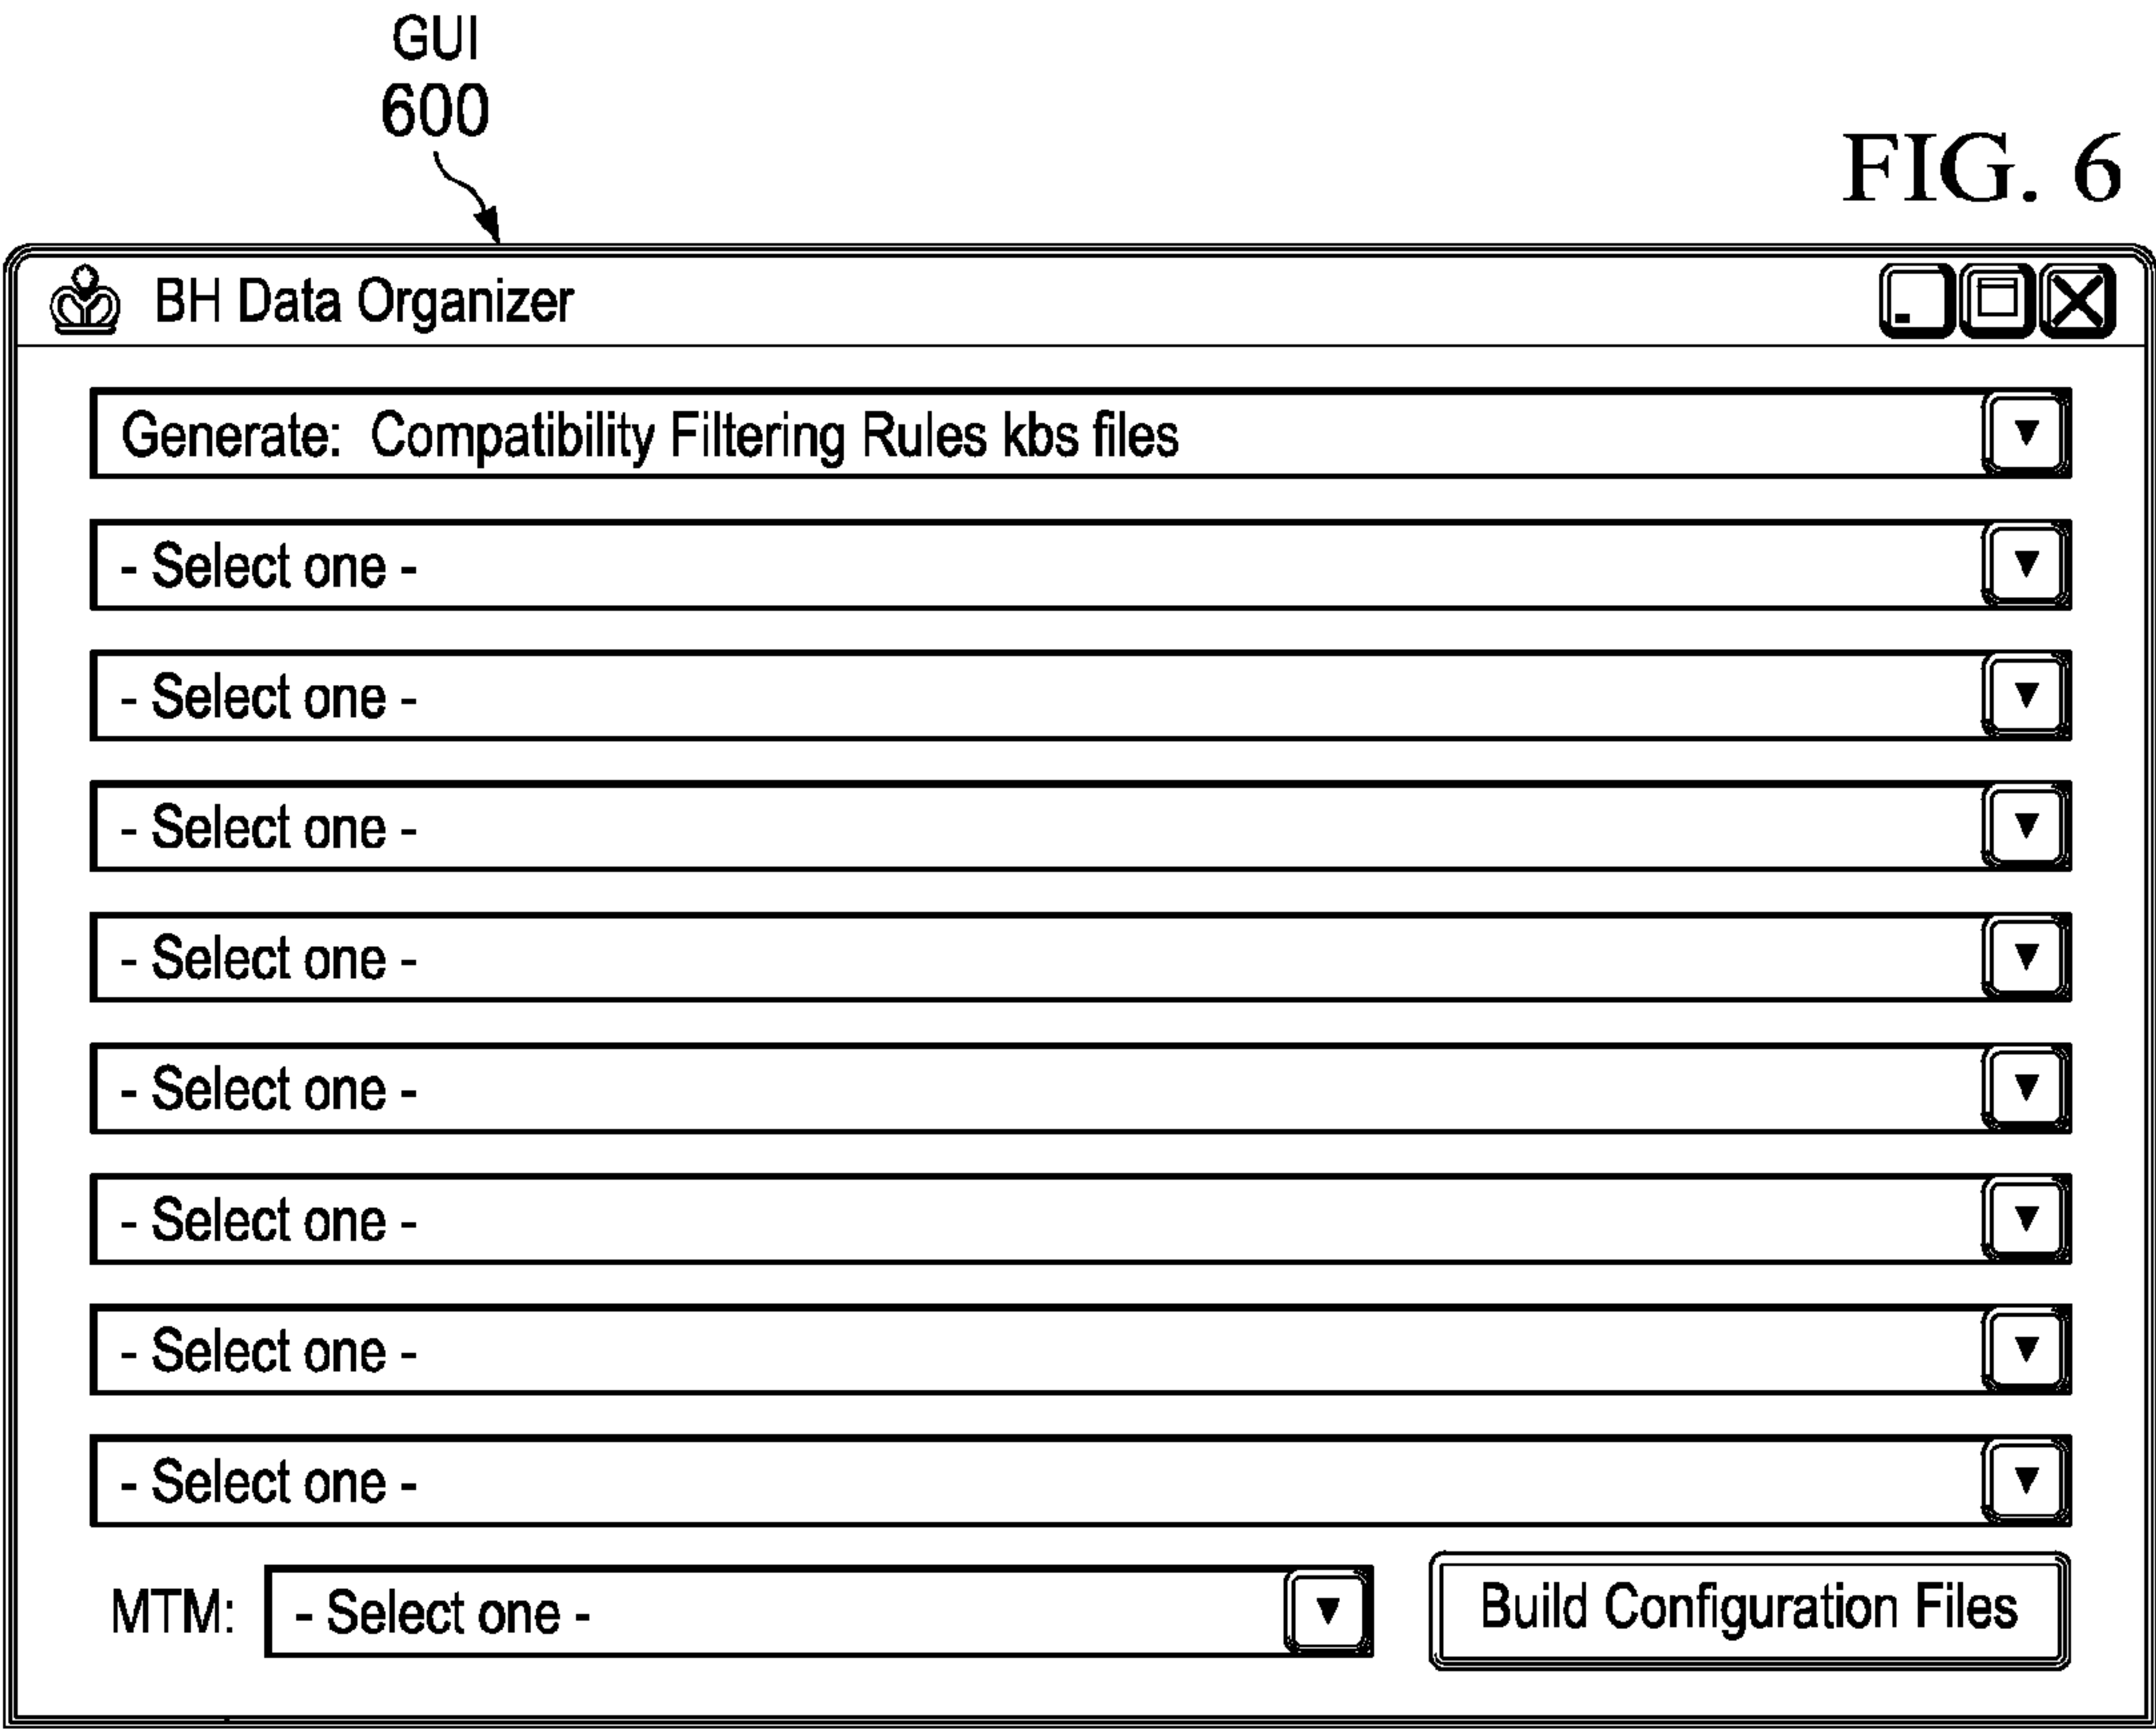 GUI
600
FIG. 6
BH Data Organizer
Generate: Compatibility Filtering Rules kbs files
- Select one -
- Select one -
- Select one -
- Select one -
- Select one -
- Select one -
- Select one -
- Select one -
MTM: - Select one - Build Configuration Files